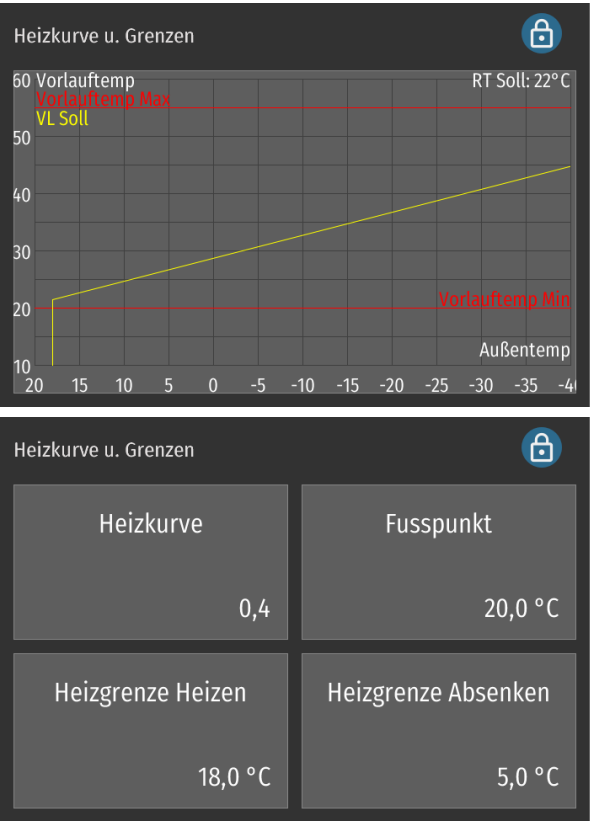 Heizkurve u. Grenzen
60 Vorlauftemp RT Soll: 22°C
Vorlauftemp Max
VL Soll
50
40
30
20 Vorlauftemp Min
Außentemp
10
20 15 10 5 0 -5 -10 -15 -20 -25 -30 -35 -4
Heizkurve u. Grenzen
Heizkurve Fusspunkt
0,4 20,0 °C
Heizgrenze Heizen Heizgrenze Absenken
18,0 °C 5,0 °C